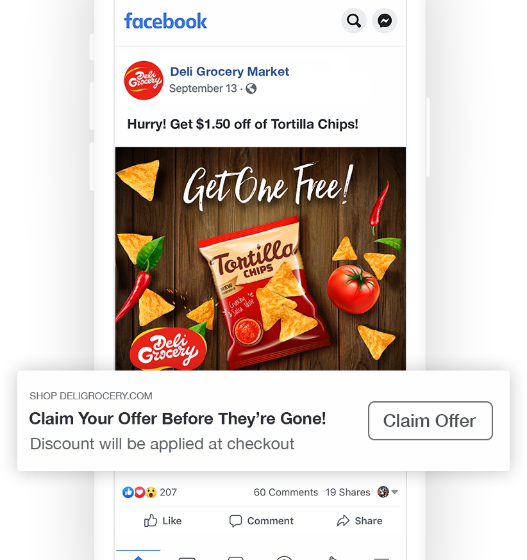 facebook
Deli Grocery Market
September 13 ·
Hurry! Get $1.50 off of Tortilla Chips!
Get One Free!
Tortilla
CHIPS
Deli
Grocery
SHOP DELIGROCERY.COM
Claim Your Offer Before They're Gone!
Discount will be applied at checkout
Claim Offer
207
60 Comments 19 Shares
Like Comment Share